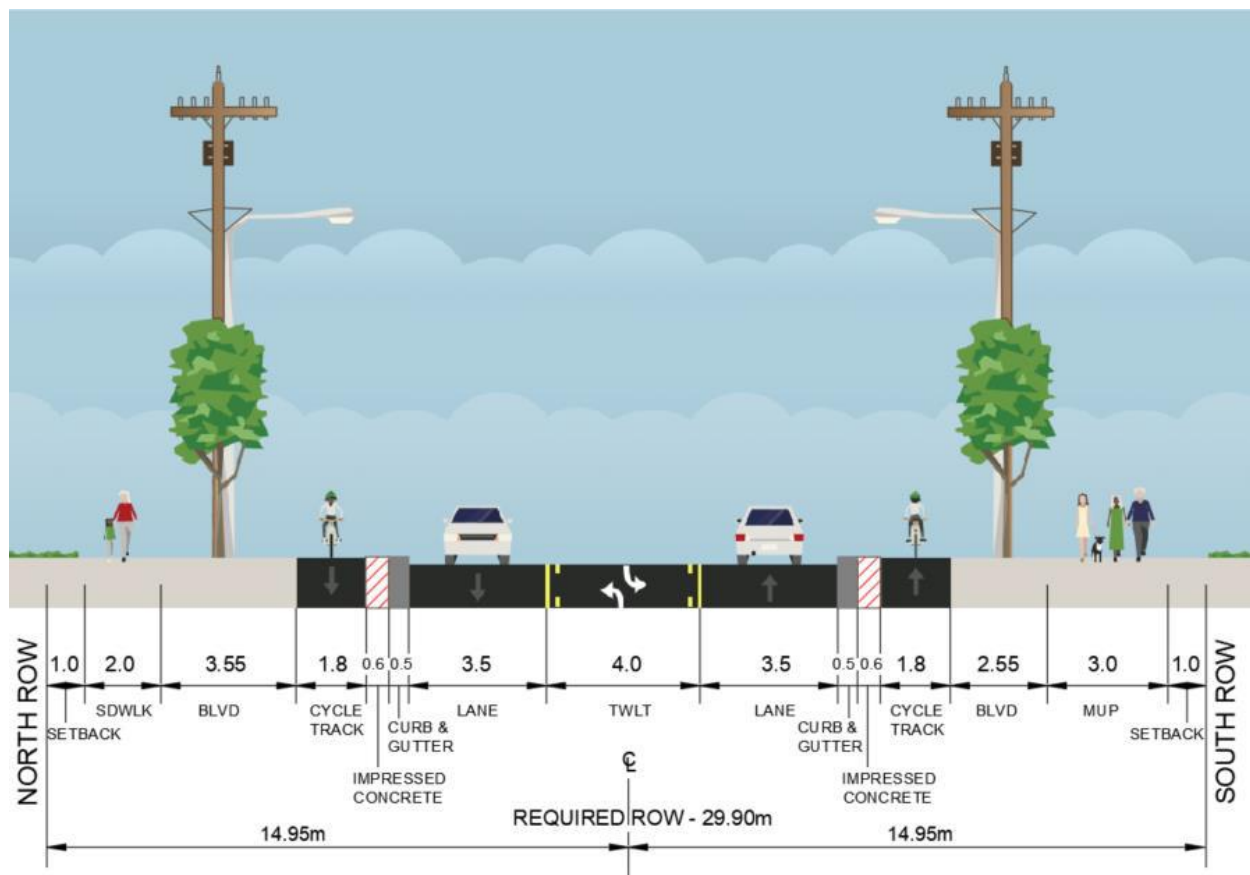 NORTH ROW
1.0
2.0
3.55
1.8
0.6
0.5
3.5
4.0
3.5
0.5
0.6
1.8
2.55
3.0
1.0
SOUTH ROW
SETBACK
SDWLK
BLVD
CYCLE
TRACK
CURB &
GUTTER
IMPRESSED
CONCRETE
LANE
TWLT
LANE
CURB &
GUTTER
IMPRESSED
CONCRETE
CYCLE
TRACK
BLVD
MUP
SETBACK
℄
REQUIRED ROW - 29.90m
14.95m
14.95m